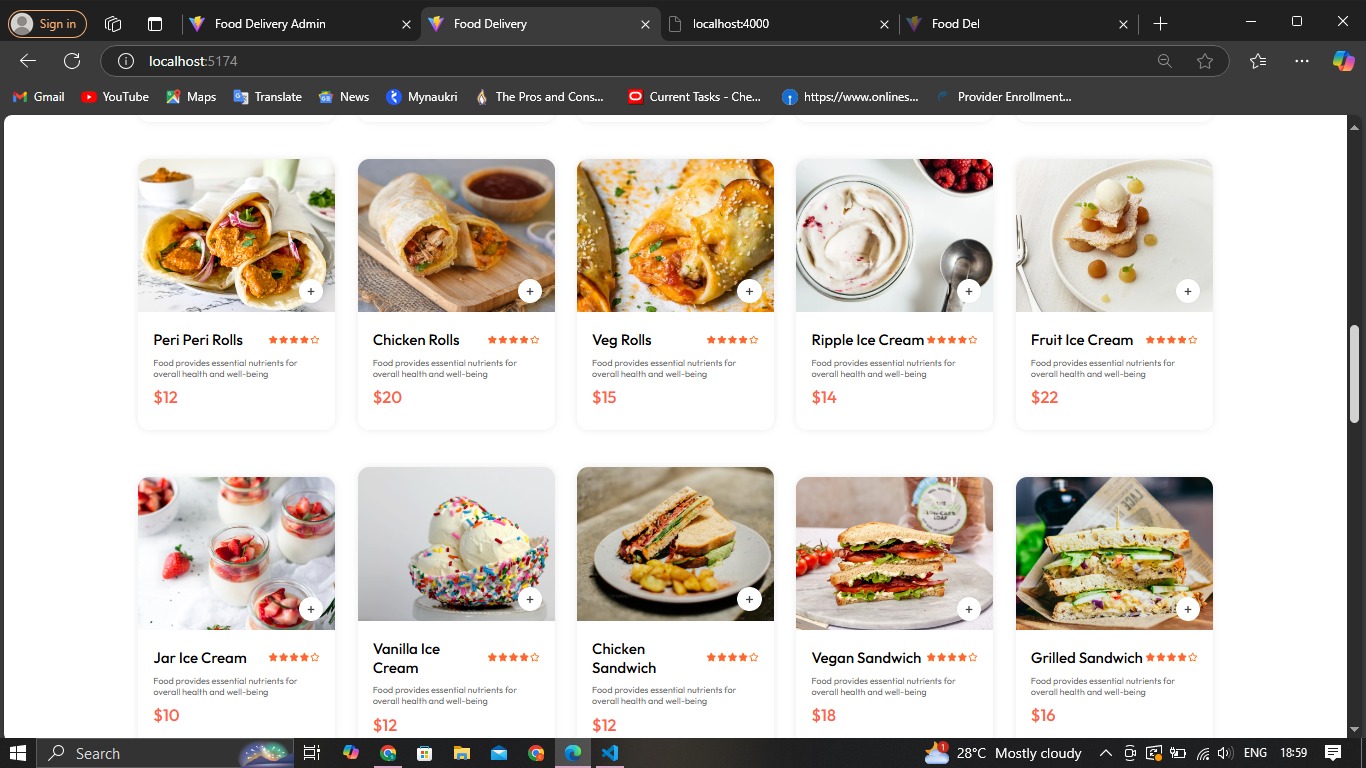 Sign in
Food Delivery Admin
Food Delivery
localhost:4000
Food Del
localhost:5174
Gmail
YouTube
Maps
Translate
News
Mynaukri
The Pros and Cons...
Current Tasks - Che...
https://www.onlines...
Provider Enrollment...
Peri Peri Rolls
Food provides essential nutrients for
overall health and well-being
$12
Chicken Rolls
Food provides essential nutrients for
overall health and well-being
$20
Veg Rolls
Food provides essential nutrients for
overall health and well-being
$15
Ripple Ice Cream
Food provides essential nutrients for
overall health and well-being
$14
Fruit Ice Cream
Food provides essential nutrients for
overall health and well-being
$22
Jar Ice Cream
Food provides essential nutrients for
overall health and well-being
$10
Vanilla Ice
Cream
Food provides essential nutrients for
overall health and well-being
$12
Chicken
Sandwich
Food provides essential nutrients for
overall health and well-being
$12
Vegan Sandwich
Food provides essential nutrients for
overall health and well-being
$18
Grilled Sandwich
Food provides essential nutrients for
overall health and well-being
$16
Search
1
28°C Mostly cloudy
ENG
18:59